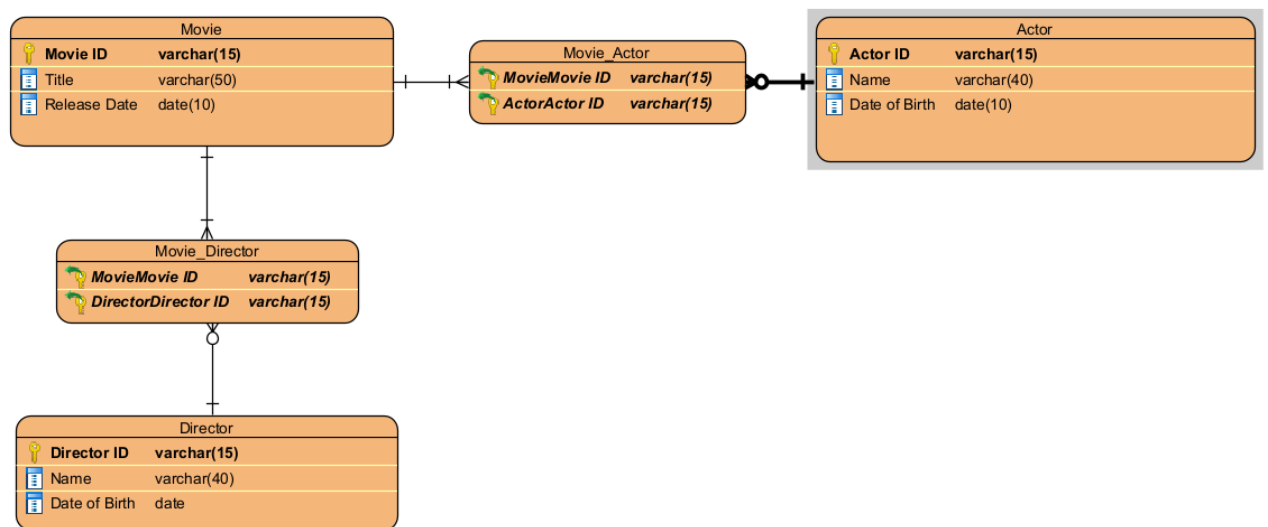 Movie
Movie ID varchar(15)
Title varchar(50)
Release Date date(10)
Movie_Actor
MovieMovie ID varchar(15)
ActorActor ID varchar(15)
Actor
Actor ID varchar(15)
Name varchar(40)
Date of Birth date(10)
Movie_Director
MovieMovie ID varchar(15)
DirectorDirector ID varchar(15)
Director
Director ID varchar(15)
Name varchar(40)
Date of Birth date